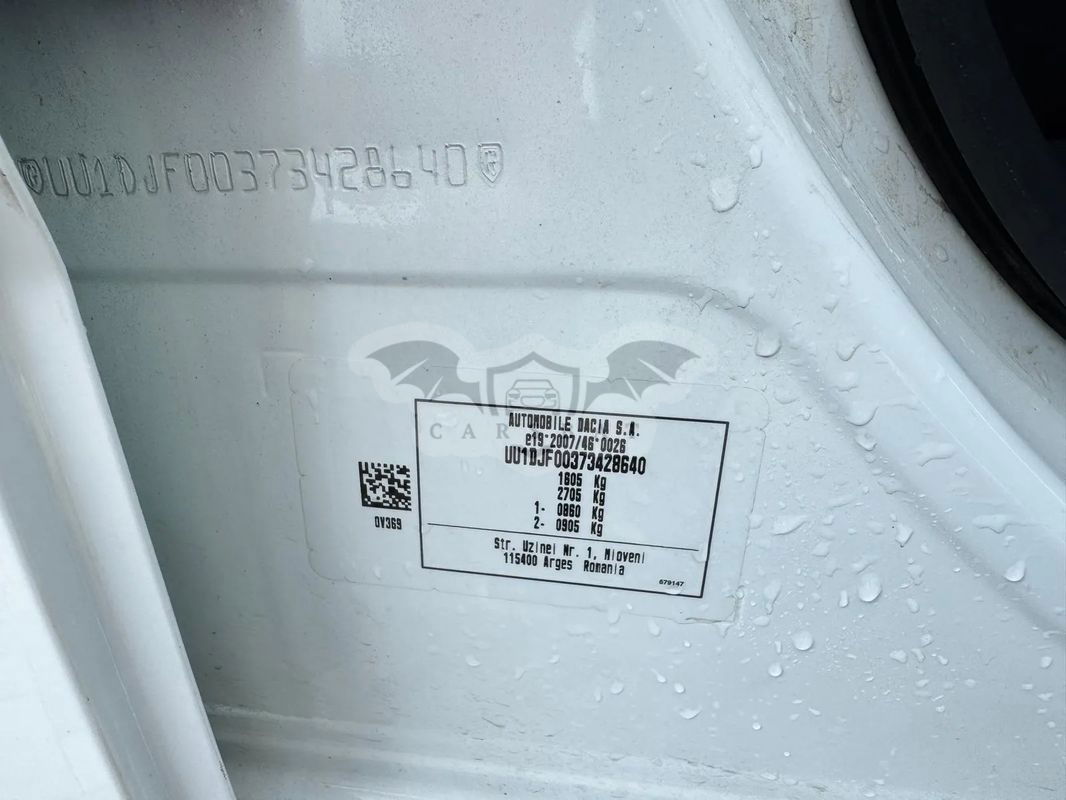 UU1DJF00373428640
AUTOMOBILE DACIA S.A.
e19*2007/46*0026
UU1DJF00373428640
1605 Kg
2705 Kg
1- 0860 Kg
2- 0905 Kg
0V369
Str. Uzinei Nr. 1, Mioveni
115400 Arges Romania
679147